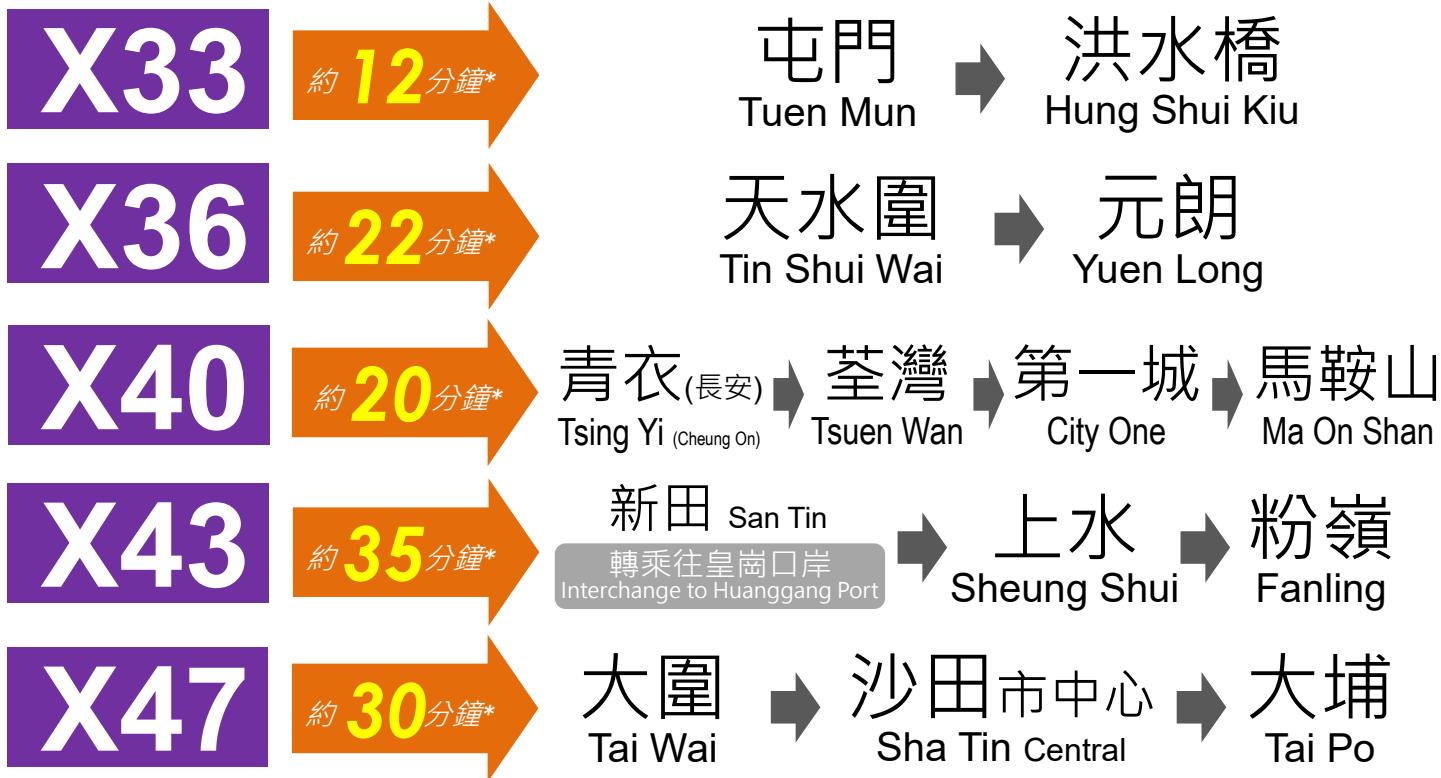 X33 約 12 分鐘* 屯門 洪水橋
Tuen Mun Hung Shui Kiu
X36 約 22 分鐘* 天水圍 元朗
Tin Shui Wai Yuen Long
X40 約 20 分鐘* 青衣(長安) 荃灣 第一城 馬鞍山
Tsing Yi (Cheung On) Tsuen Wan City One Ma On Shan
X43 約 35 分鐘* 新田 San Tin 上水 粉嶺
轉乘往皇崗口岸
Interchange to Huanggang Port Sheung Shui Fanling
X47 約 30 分鐘* 大圍 沙田市中心 大埔
Tai Wai Sha Tin Central Tai Po